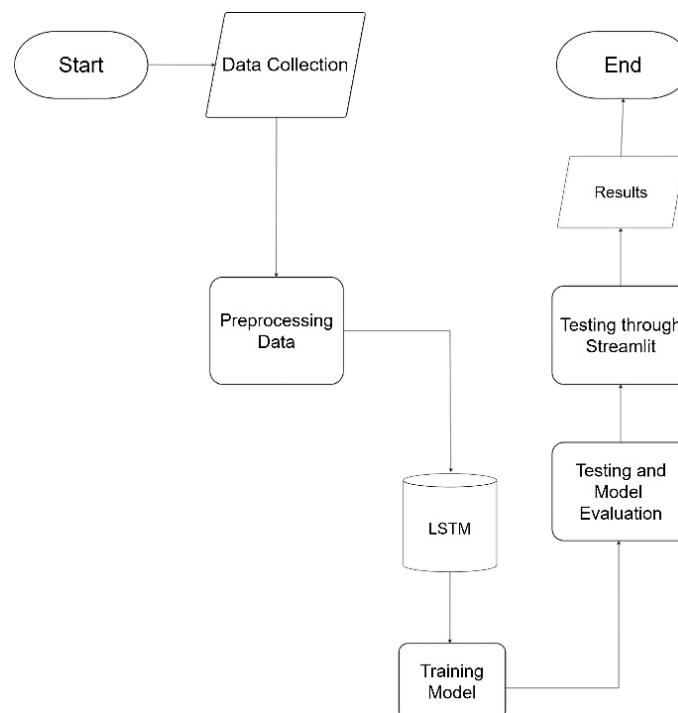 Start
Data Collection
Preprocessing
Data
LSTM
Training
Model
Testing and
Model
Evaluation
Testing through
Streamlit
Results
End